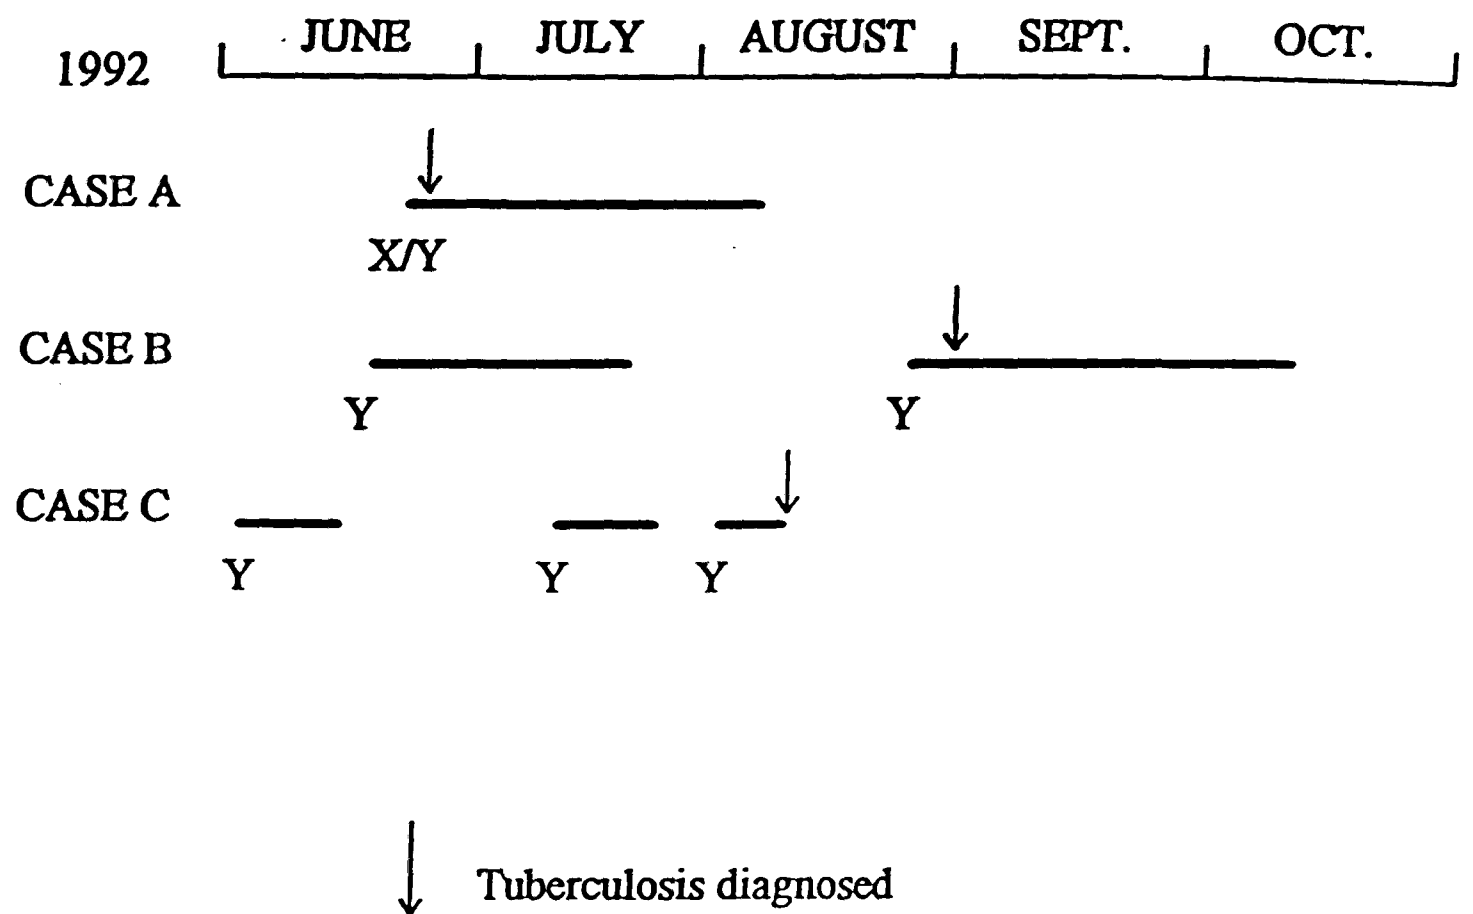 1992 JUNE JULY AUGUST SEPT. OCT.
CASE A
X/Y
CASE B
Y Y
CASE C
Y Y Y
Tuberculosis diagnosed